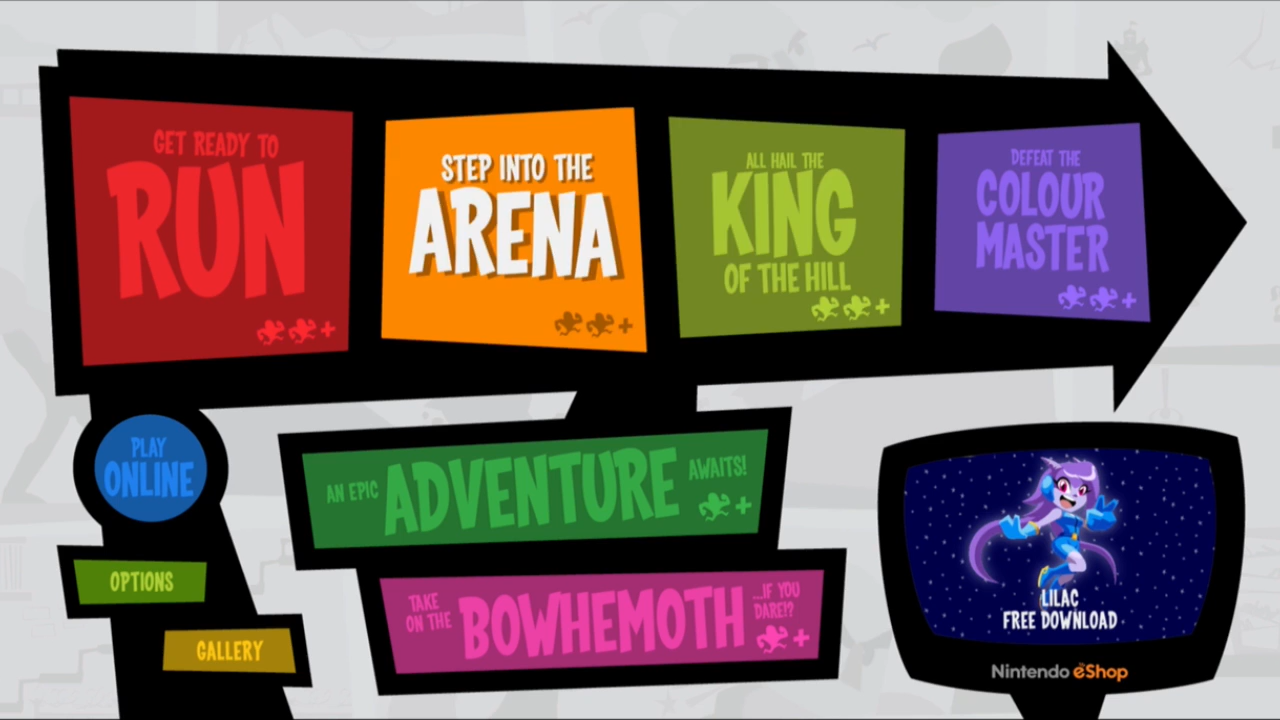 GET READY TO
RUN
STEP INTO THE
ARENA
ALL HAIL THE
KING
OF THE HILL
DEFEAT THE
COLOUR
MASTER
PLAY
ONLINE
OPTIONS
GALLERY
AN EPIC ADVENTURE AWAITS!
TAKE
ON THE
BOWHEMOTH
...IF YOU
DARE!?
LILAC
FREE DOWNLOAD
Nintendo eShop